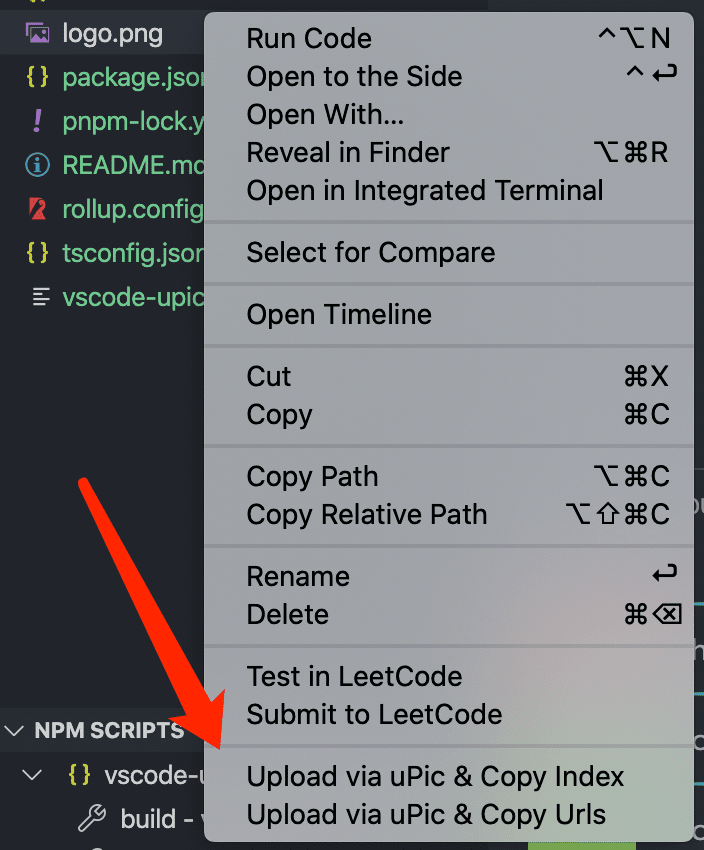 logo.png
package.json
pnpm-lock.y
README.md
rollup.config
tsconfig.json
vscode-upic
Run Code ^⌥N
Open to the Side ^↩
Open With...
Reveal in Finder ⌥⌘R
Open in Integrated Terminal
Select for Compare
Open Timeline
Cut ⌘X
Copy ⌘C
Copy Path ⌥⌘C
Copy Relative Path ⌥⇧⌘C
Rename ↩
Delete ⌘⌫
Test in LeetCode
Submit to LeetCode
Upload via uPic & Copy Index
Upload via uPic & Copy Urls
NPM SCRIPTS
{} vscode-u
build -